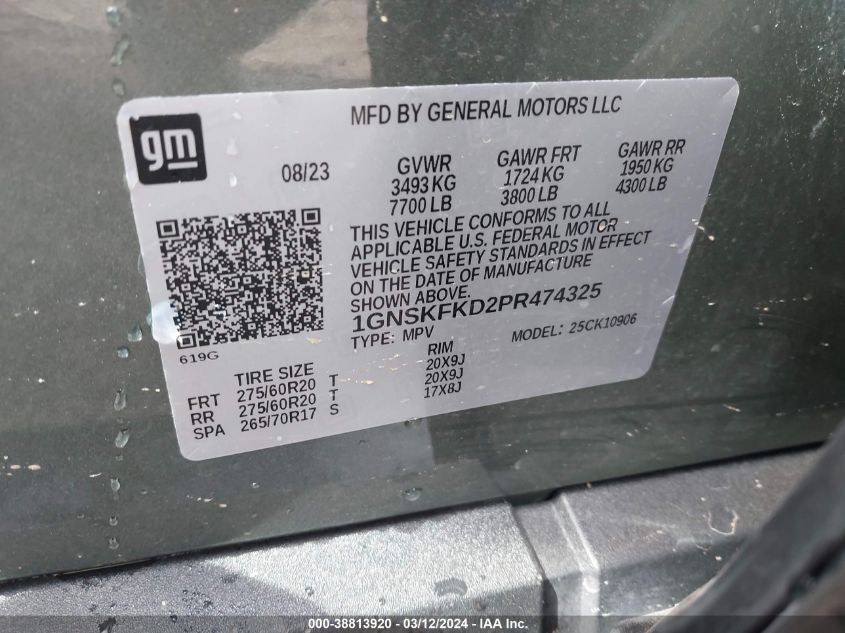 gm
MFD BY GENERAL MOTORS LLC
08/23
GVWR
3493 KG
7700 LB
GAWR FRT
1724 KG
3800 LB
GAWR RR
1950 KG
4300 LB
THIS VEHICLE CONFORMS TO ALL
APPLICABLE U.S. FEDERAL MOTOR
VEHICLE SAFETY STANDARDS IN EFFECT
ON THE DATE OF MANUFACTURE
SHOWN ABOVE.
1GNSKFKD2PR474325
TYPE: MPV
MODEL: 25CK10906
619G
TIRE SIZE
RIM
FRT 275/60R20 T 20X9J
RR 275/60R20 T 20X9J
SPA 265/70R17 S 17X8J
000-38813920 - 03/12/2024 - IAA, Inc.